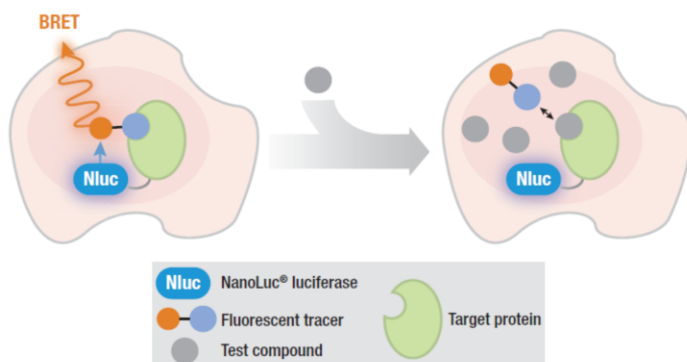 BRET
Nluc
Nluc
Nluc NanoLuc® luciferase
Fluorescent tracer
Target protein
Test compound